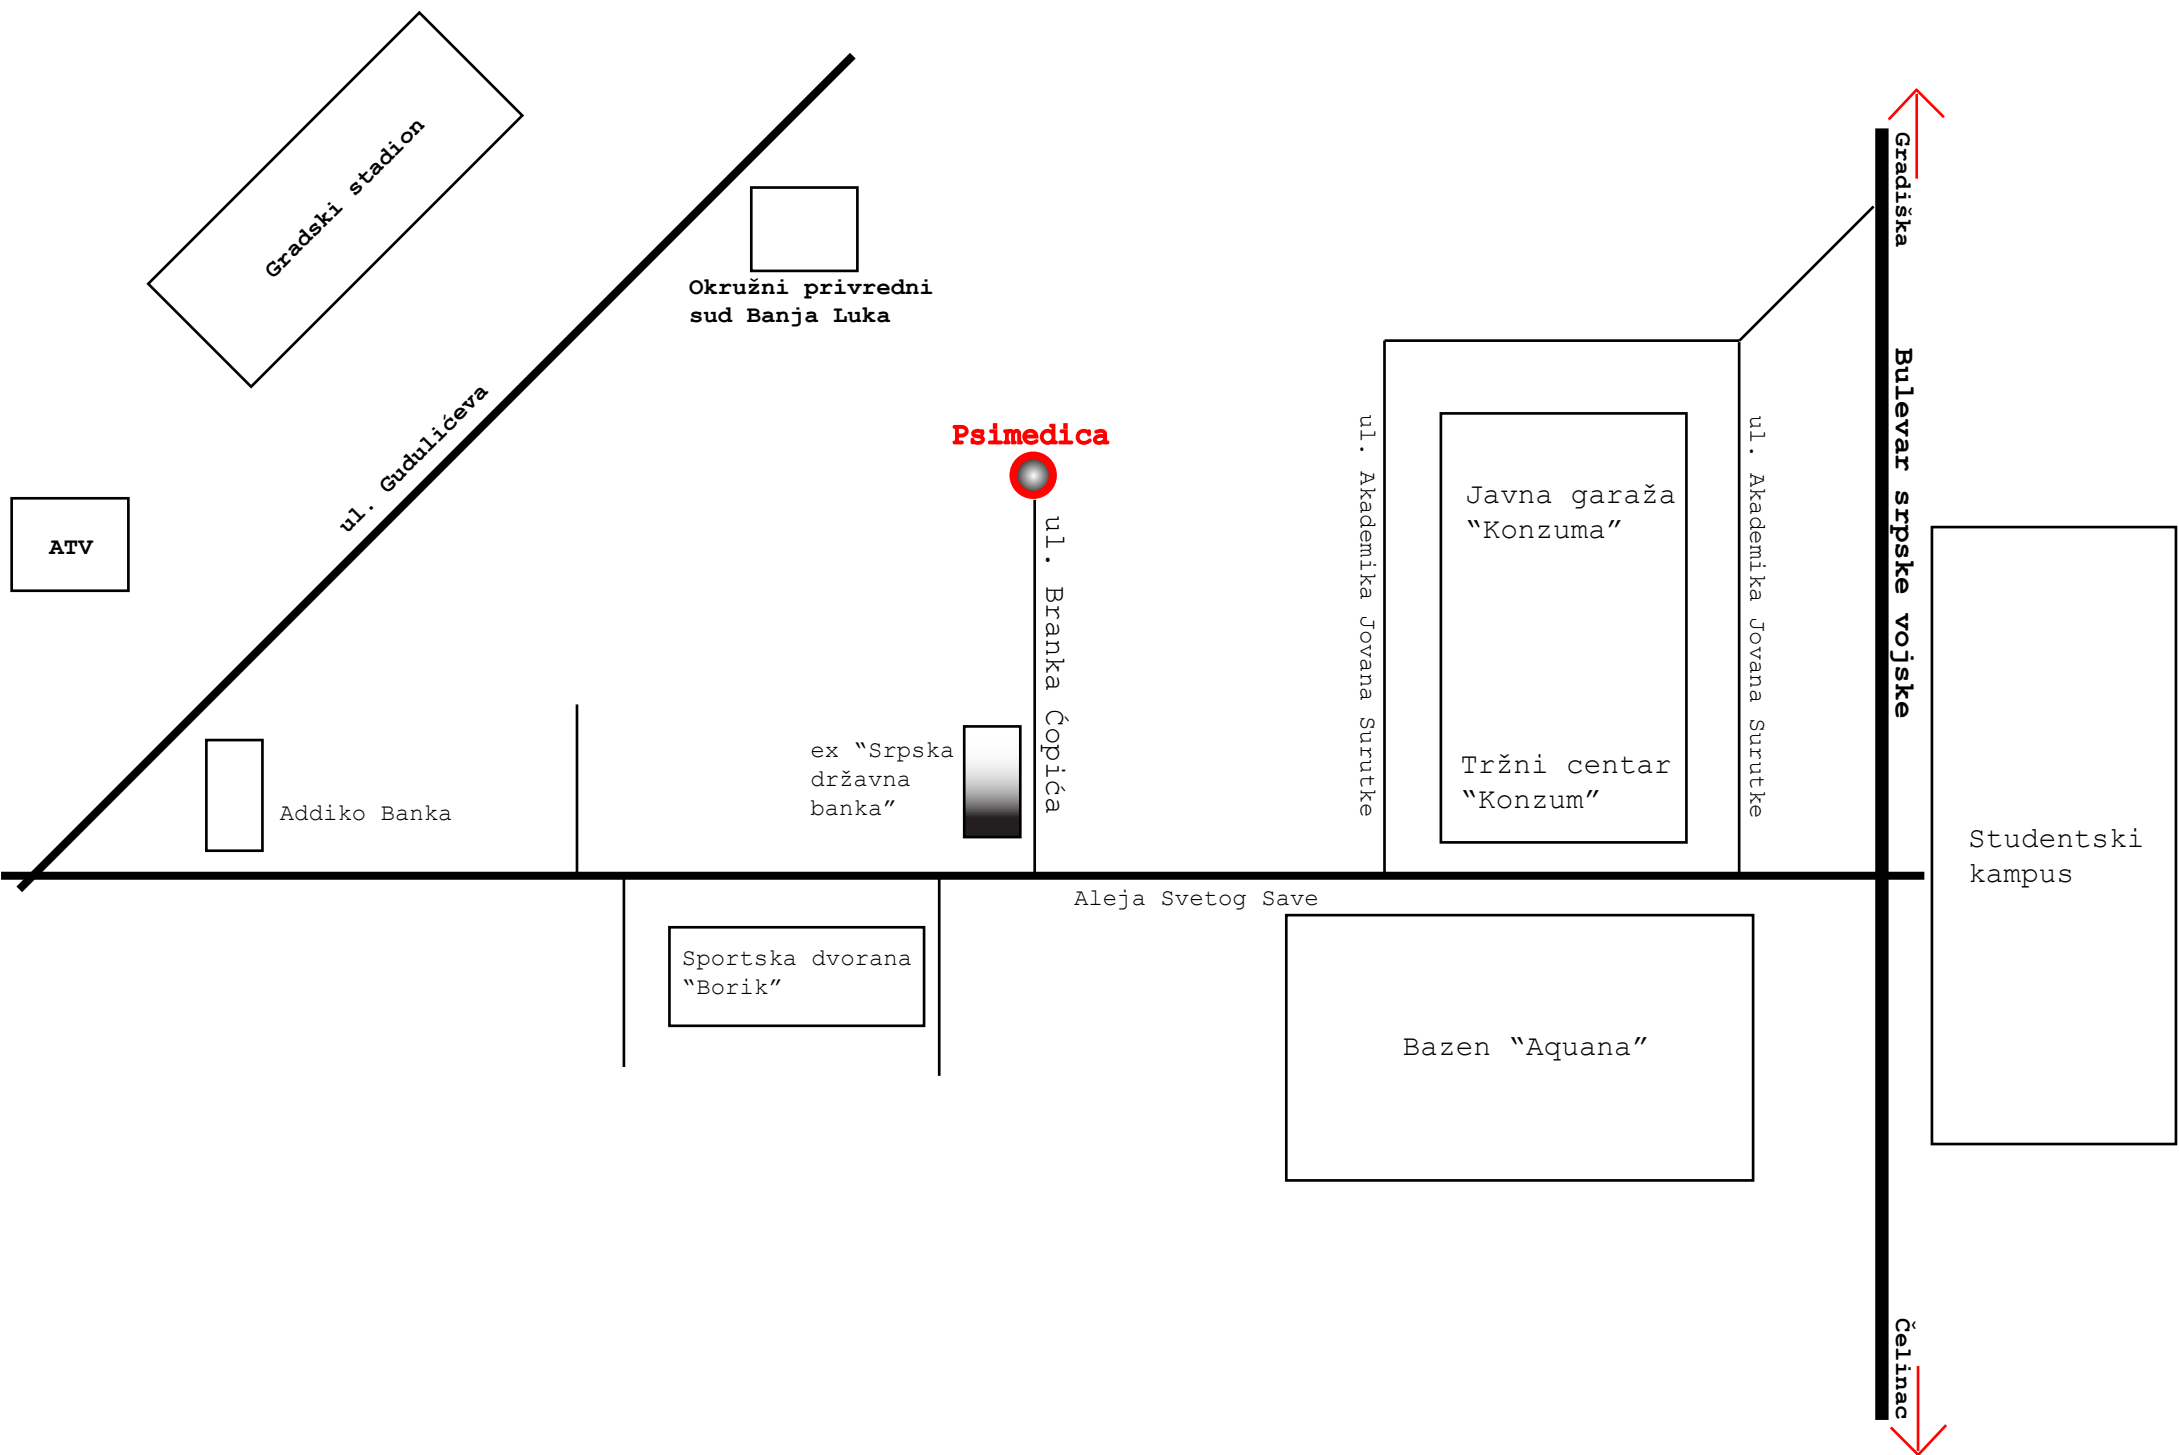 Gradski stadion
Gradiška
Okružni privredni
sud Banja Luka
ul. Gudulićeva
Psimedica
Bulevar srpske vojske
ul. Akademika Jovana Surutke
ul. Akademika Jovana Surutke
Javna garaža
“Konzuma”
ATV
ul. Branka Ćopića
Tržni centar
“Konzum”
ex “Srpska
državna
banka”
Addiko Banka
Studentski
kampus
Aleja Svetog Save
Sportska dvorana
“Borik”
Bazen “Aquana”
Čelinac